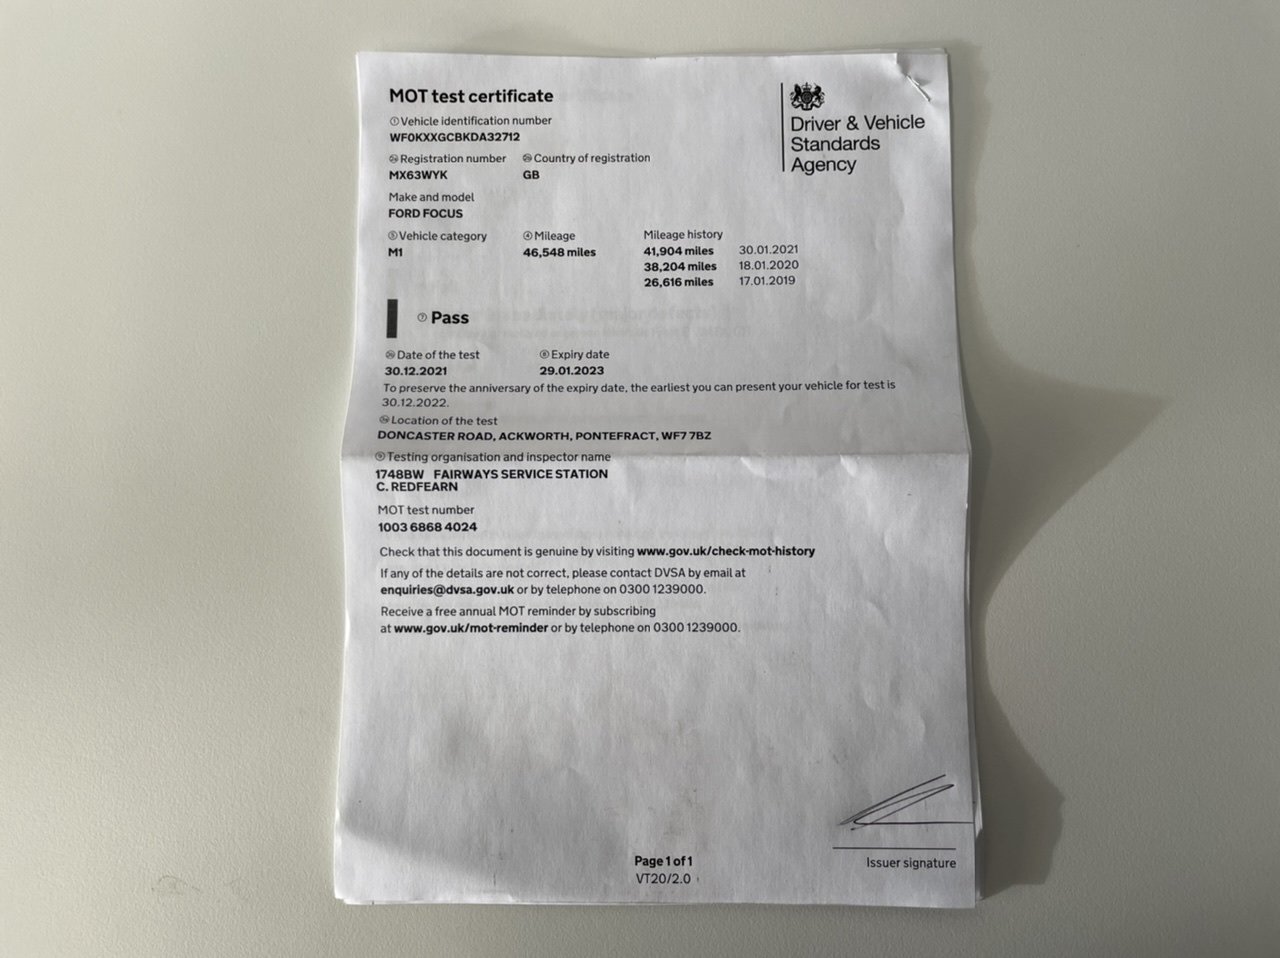 MOT test certificate
Driver & Vehicle
Standards
Agency
① Vehicle identification number
WF0KXXGCBKDA32712
Registration number Country of registration
MX63WYK GB
Make and model
FORD FOCUS
⑤ Vehicle category ④ Mileage Mileage history
M1 46,548 miles 41,904 miles 30.01.2021
38,204 miles 18.01.2020
26,616 miles 17.01.2019
⑦ Pass
Date of the test ⑧ Expiry date
30.12.2021 29.01.2023
To preserve the anniversary of the expiry date, the earliest you can present your vehicle for test is
30.12.2022.
Location of the test
DONCASTER ROAD, ACKWORTH, PONTEFRACT, WF7 7BZ
⑨ Testing organisation and inspector name
1748BW FAIRWAYS SERVICE STATION
C. REDFEARN
MOT test number
1003 6868 4024
Check that this document is genuine by visiting www.gov.uk/check-mot-history
If any of the details are not correct, please contact DVSA by email at
enquiries@dvsa.gov.uk or by telephone on 0300 1239000.
Receive a free annual MOT reminder by subscribing
at www.gov.uk/mot-reminder or by telephone on 0300 1239000.
Issuer signature
Page 1 of 1
VT20/2.0